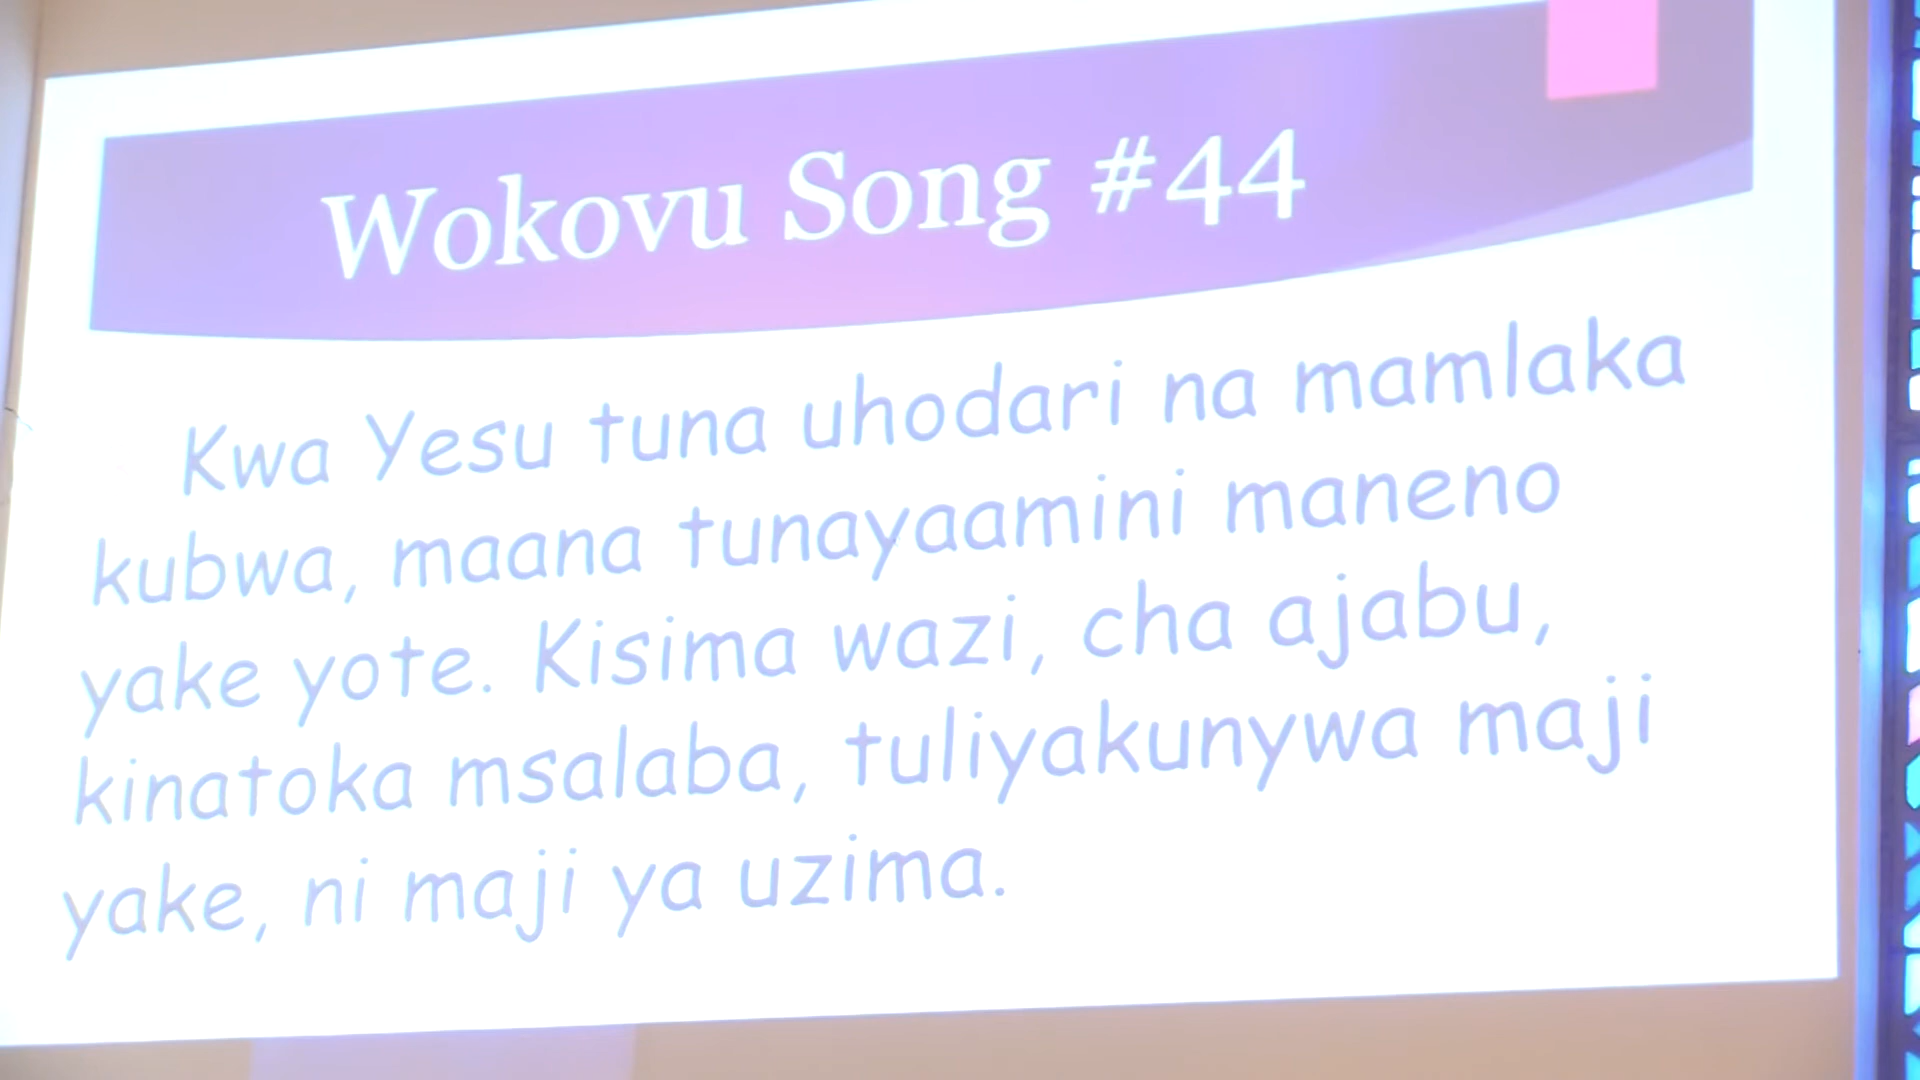 Wokovu Song #44
Kwa Yesu tuna uhodari na mamlaka
kubwa, maana tunayaamini maneno
yake yote. Kisima wazi, cha ajabu,
kinatoka msalaba, tuliyakunywa maji
yake, ni maji ya uzima.